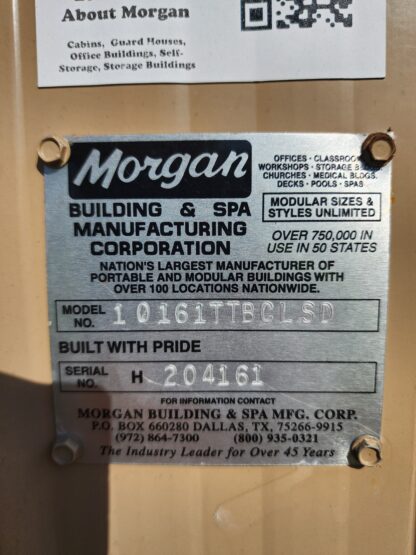 About Morgan
Cabins, Guard Houses,
Office Buildings, Self-
Storage, Storage Buildings
Morgan
OFFICES · CLASSROO
WORKSHOPS · STORAGE B
CHURCHES · MEDICAL BLDGS.
DECKS · POOLS · SPAS
BUILDING & SPA
MANUFACTURING
CORPORATION
MODULAR SIZES &
STYLES UNLIMITED
OVER 750,000 IN
USE IN 50 STATES
NATION'S LARGEST MANUFACTURER OF
PORTABLE AND MODULAR BUILDINGS WITH
OVER 100 LOCATIONS NATIONWIDE.
MODEL NO. 10161TTBGLSD
BUILT WITH PRIDE
SERIAL NO. H 204161
FOR INFORMATION CONTACT
MORGAN BUILDING & SPA MFG. CORP.
P.O. BOX 660280 DALLAS, TX, 75266-9915
(972) 864-7300 (800) 935-0321
The Industry Leader for Over 45 Years